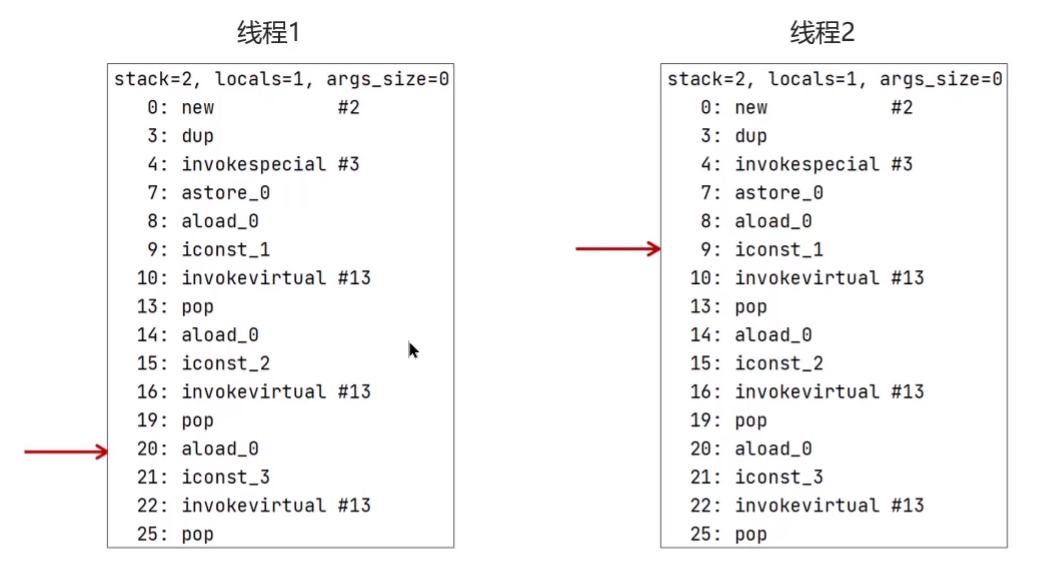 线程1
stack=2, locals=1, args_size=0
0: new #2
3: dup
4: invokespecial #3
7: astore_0
8: aload_0
9: iconst_1
10: invokevirtual #13
13: pop
14: aload_0
15: iconst_2
16: invokevirtual #13
19: pop
20: aload_0
21: iconst_3
22: invokevirtual #13
25: pop
线程2
stack=2, locals=1, args_size=0
0: new #2
3: dup
4: invokespecial #3
7: astore_0
8: aload_0
9: iconst_1
10: invokevirtual #13
13: pop
14: aload_0
15: iconst_2
16: invokevirtual #13
19: pop
20: aload_0
21: iconst_3
22: invokevirtual #13
25: pop